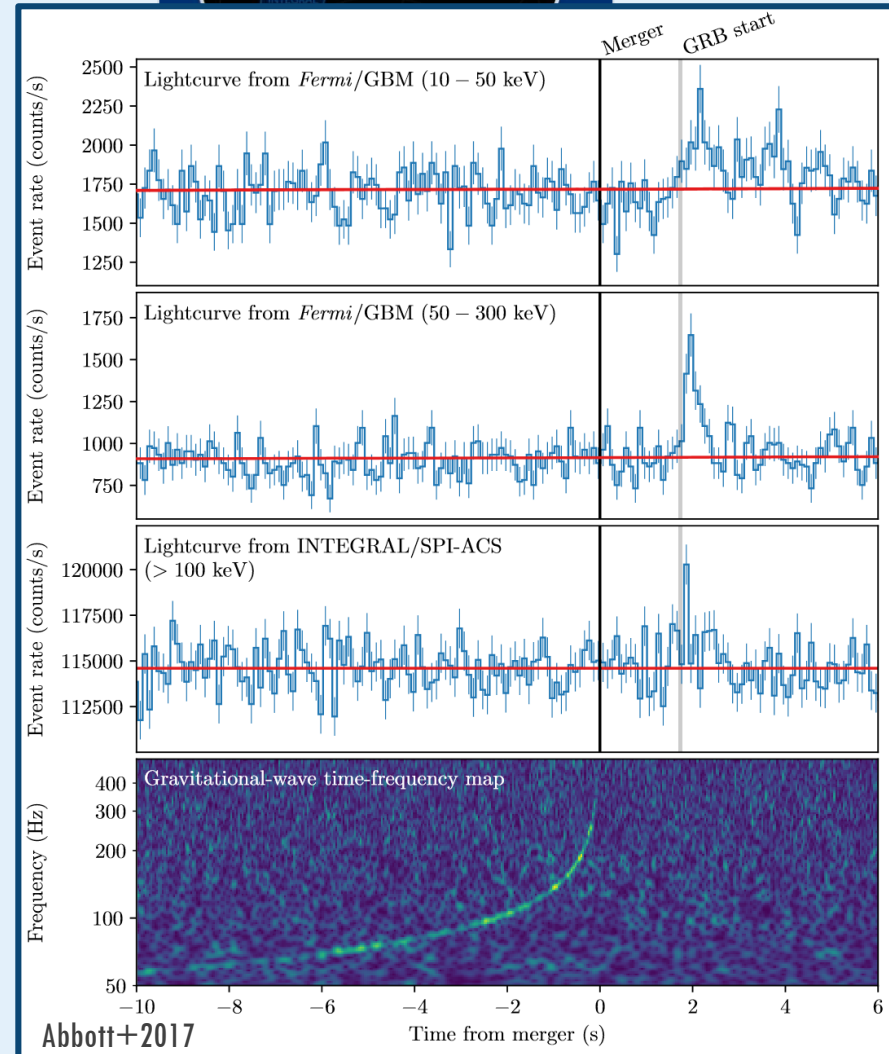 Merger
GRB start
Lightcurve from Fermi/GBM (10 – 50 keV)
Event rate (counts/s)
2500
2250
2000
1750
1500
1250
Lightcurve from Fermi/GBM (50 – 300 keV)
Event rate (counts/s)
1750
1500
1250
1000
750
Lightcurve from INTEGRAL/SPI-ACS
(> 100 keV)
Event rate (counts/s)
120000
117500
115000
112500
Gravitational-wave time-frequency map
Frequency (Hz)
400
300
200
100
50
−10 −8 −6 −4 −2 0 2 4 6
Time from merger (s)
Abbott+2017